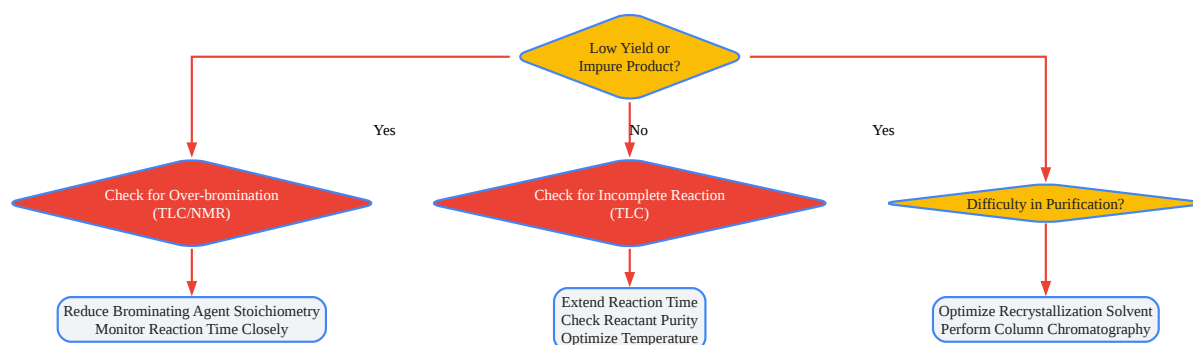 Low Yield or
Impure Product?
Yes
No
Yes
Check for Over-bromination
(TLC/NMR)
Check for Incomplete Reaction
(TLC)
Difficulty in Purification?
Reduce Brominating Agent Stoichiometry
Monitor Reaction Time Closely
Extend Reaction Time
Check Reactant Purity
Optimize Temperature
Optimize Recrystallization Solvent
Perform Column Chromatography